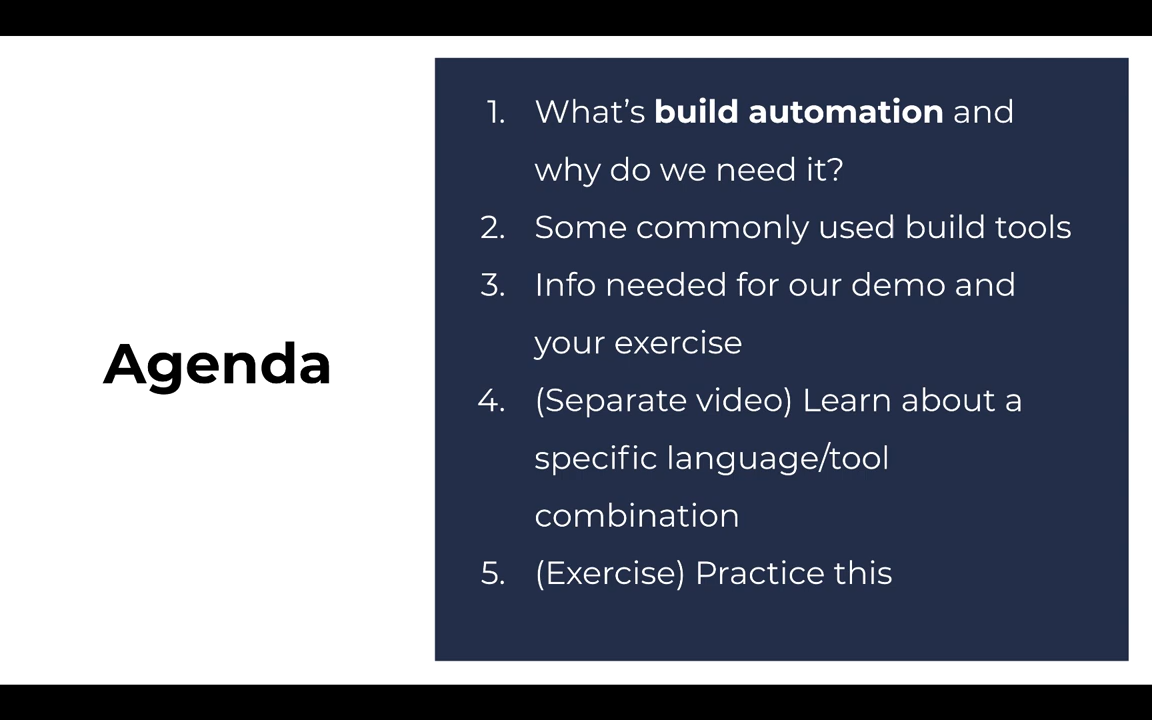 Agenda
1. What’s build automation and
why do we need it?
2. Some commonly used build tools
3. Info needed for our demo and
your exercise
4. (Separate video) Learn about a
specific language/tool
combination
5. (Exercise) Practice this